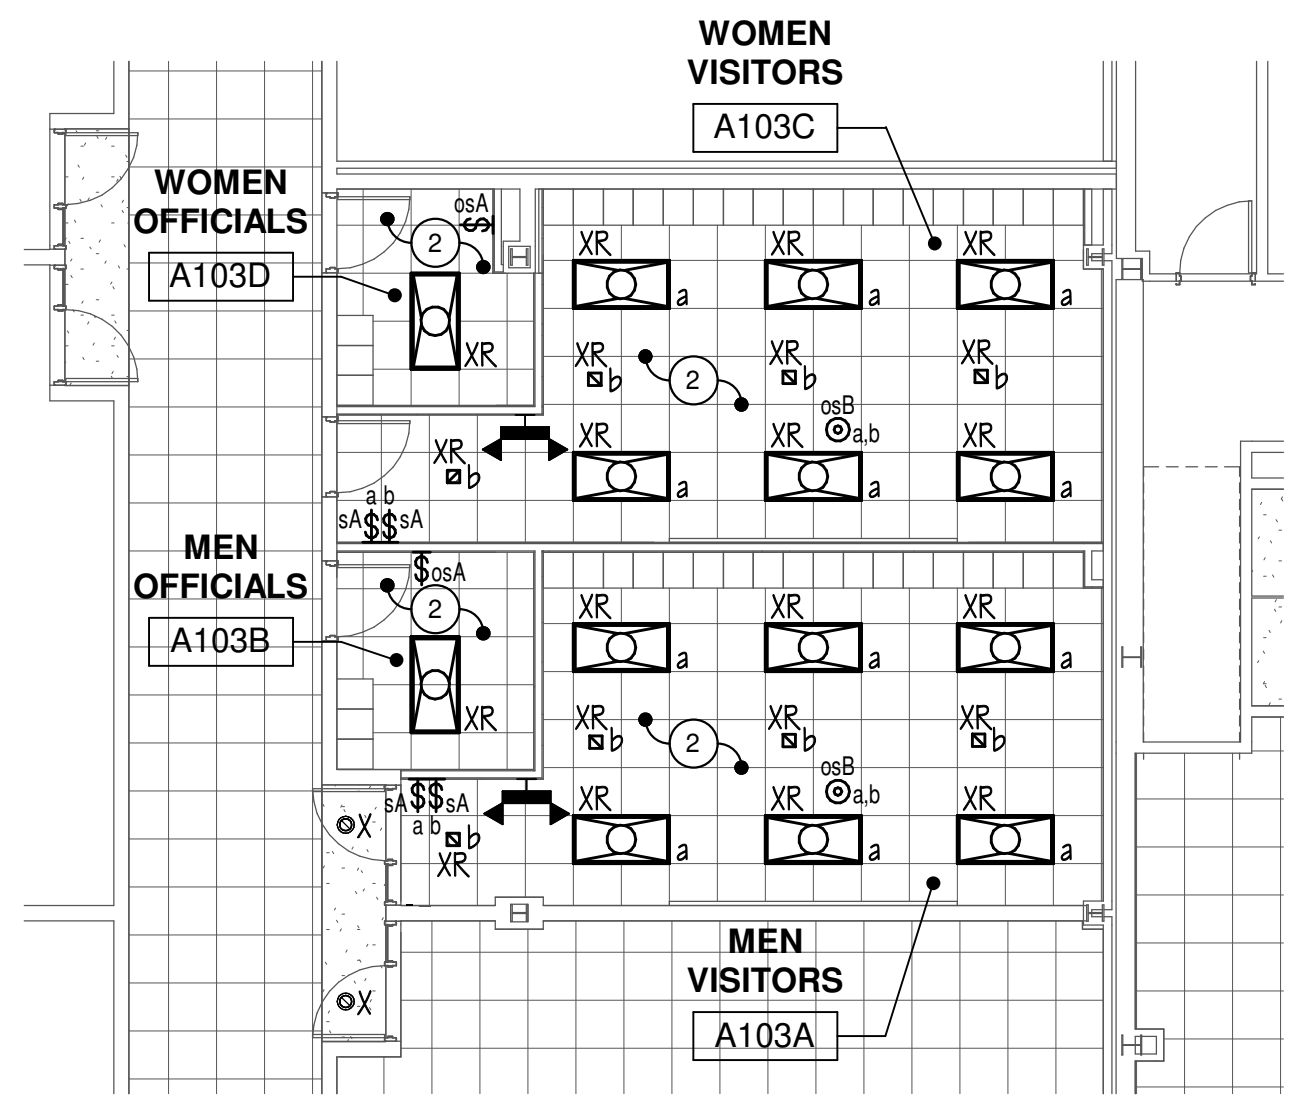 WOMEN
VISITORS
A103C
WOMEN
OFFICIALS
A103D
osA
2
XR
XR XR XR
a a a
XR XR XR
b b b
2
osB
a,b
XR XR XR
a a a
XR
b
a b
sA $$ sA
MEN
OFFICIALS
A103B
$ osA
2
XR
XR XR XR
a a a
XR XR XR
b b b
2
osB
a,b
XR XR XR
a a a
sA $$ sA
a b
b
XR
X
X
MEN
VISITORS
A103A